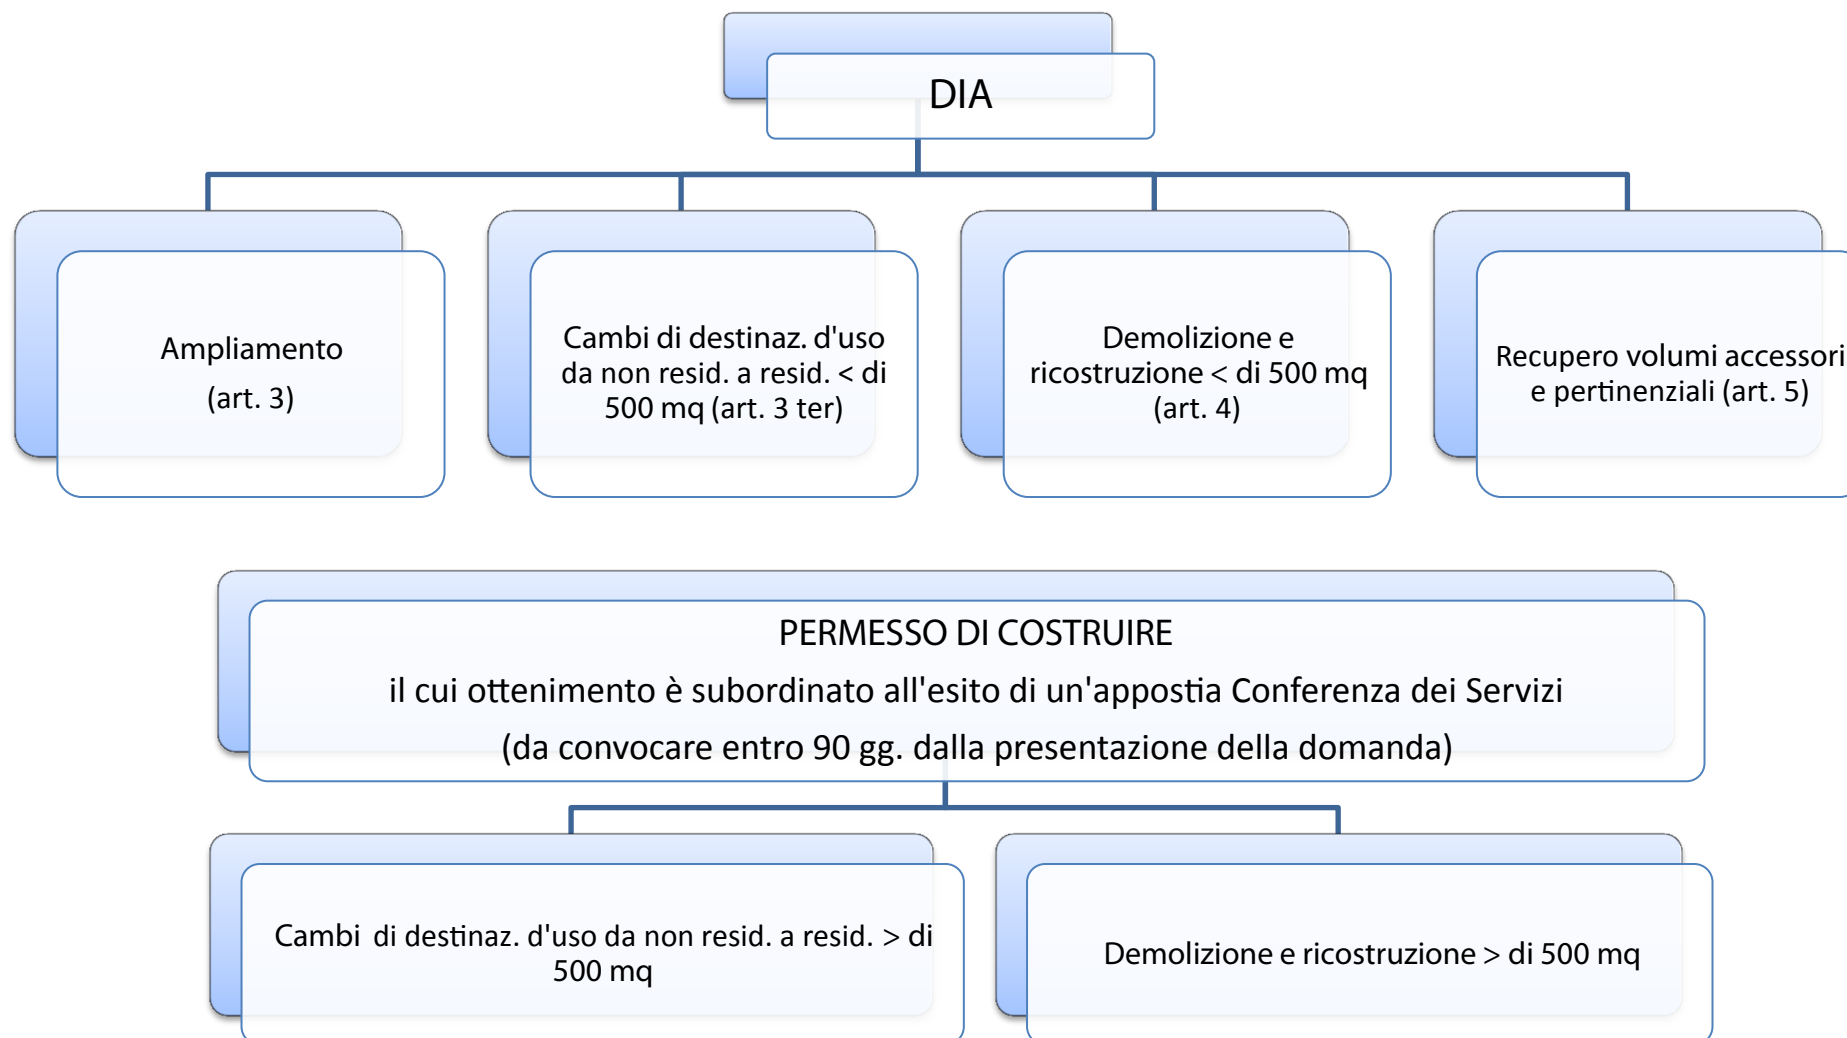 DIA
Ampliamento
(art. 3)
Cambi di destinaz. d'uso
da non resid. a resid. < di
500 mq (art. 3 ter)
Demolizione e
ricostruzione < di 500 mq
(art. 4)
Recupero volumi accessori
e pertinenziali (art. 5)
PERMESSO DI COSTRUIRE
il cui ottenimento è subordinato all'esito di un'appostia Conferenza dei Servizi
(da convocare entro 90 gg. dalla presentazione della domanda)
Cambi di destinaz. d'uso da non resid. a resid. > di
500 mq
Demolizione e ricostruzione > di 500 mq